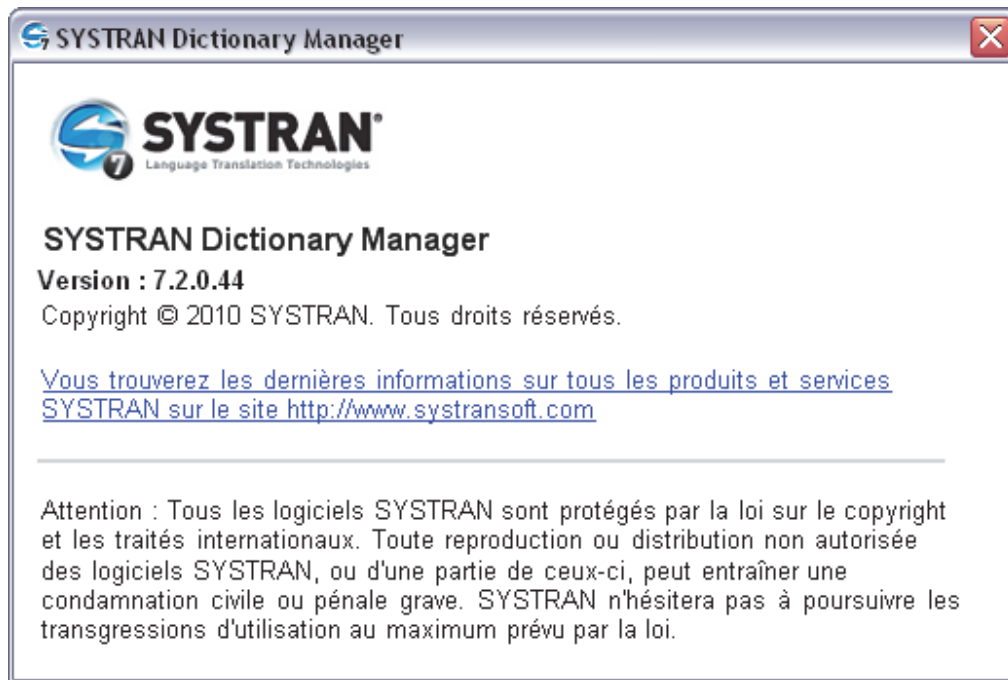 SYSTRAN Dictionary Manager
SYSTRAN®
7
Language Translation Technologies
SYSTRAN Dictionary Manager
Version : 7.2.0.44
Copyright © 2010 SYSTRAN. Tous droits réservés.
Vous trouverez les dernières informations sur tous les produits et services
SYSTRAN sur le site http://www.systransoft.com
Attention : Tous les logiciels SYSTRAN sont protégés par la loi sur le copyright
et les traités internationaux. Toute reproduction ou distribution non autorisée
des logiciels SYSTRAN, ou d'une partie de ceux-ci, peut entraîner une
condamnation civile ou pénale grave. SYSTRAN n'hésitera pas à poursuivre les
transgressions d'utilisation au maximum prévu par la loi.